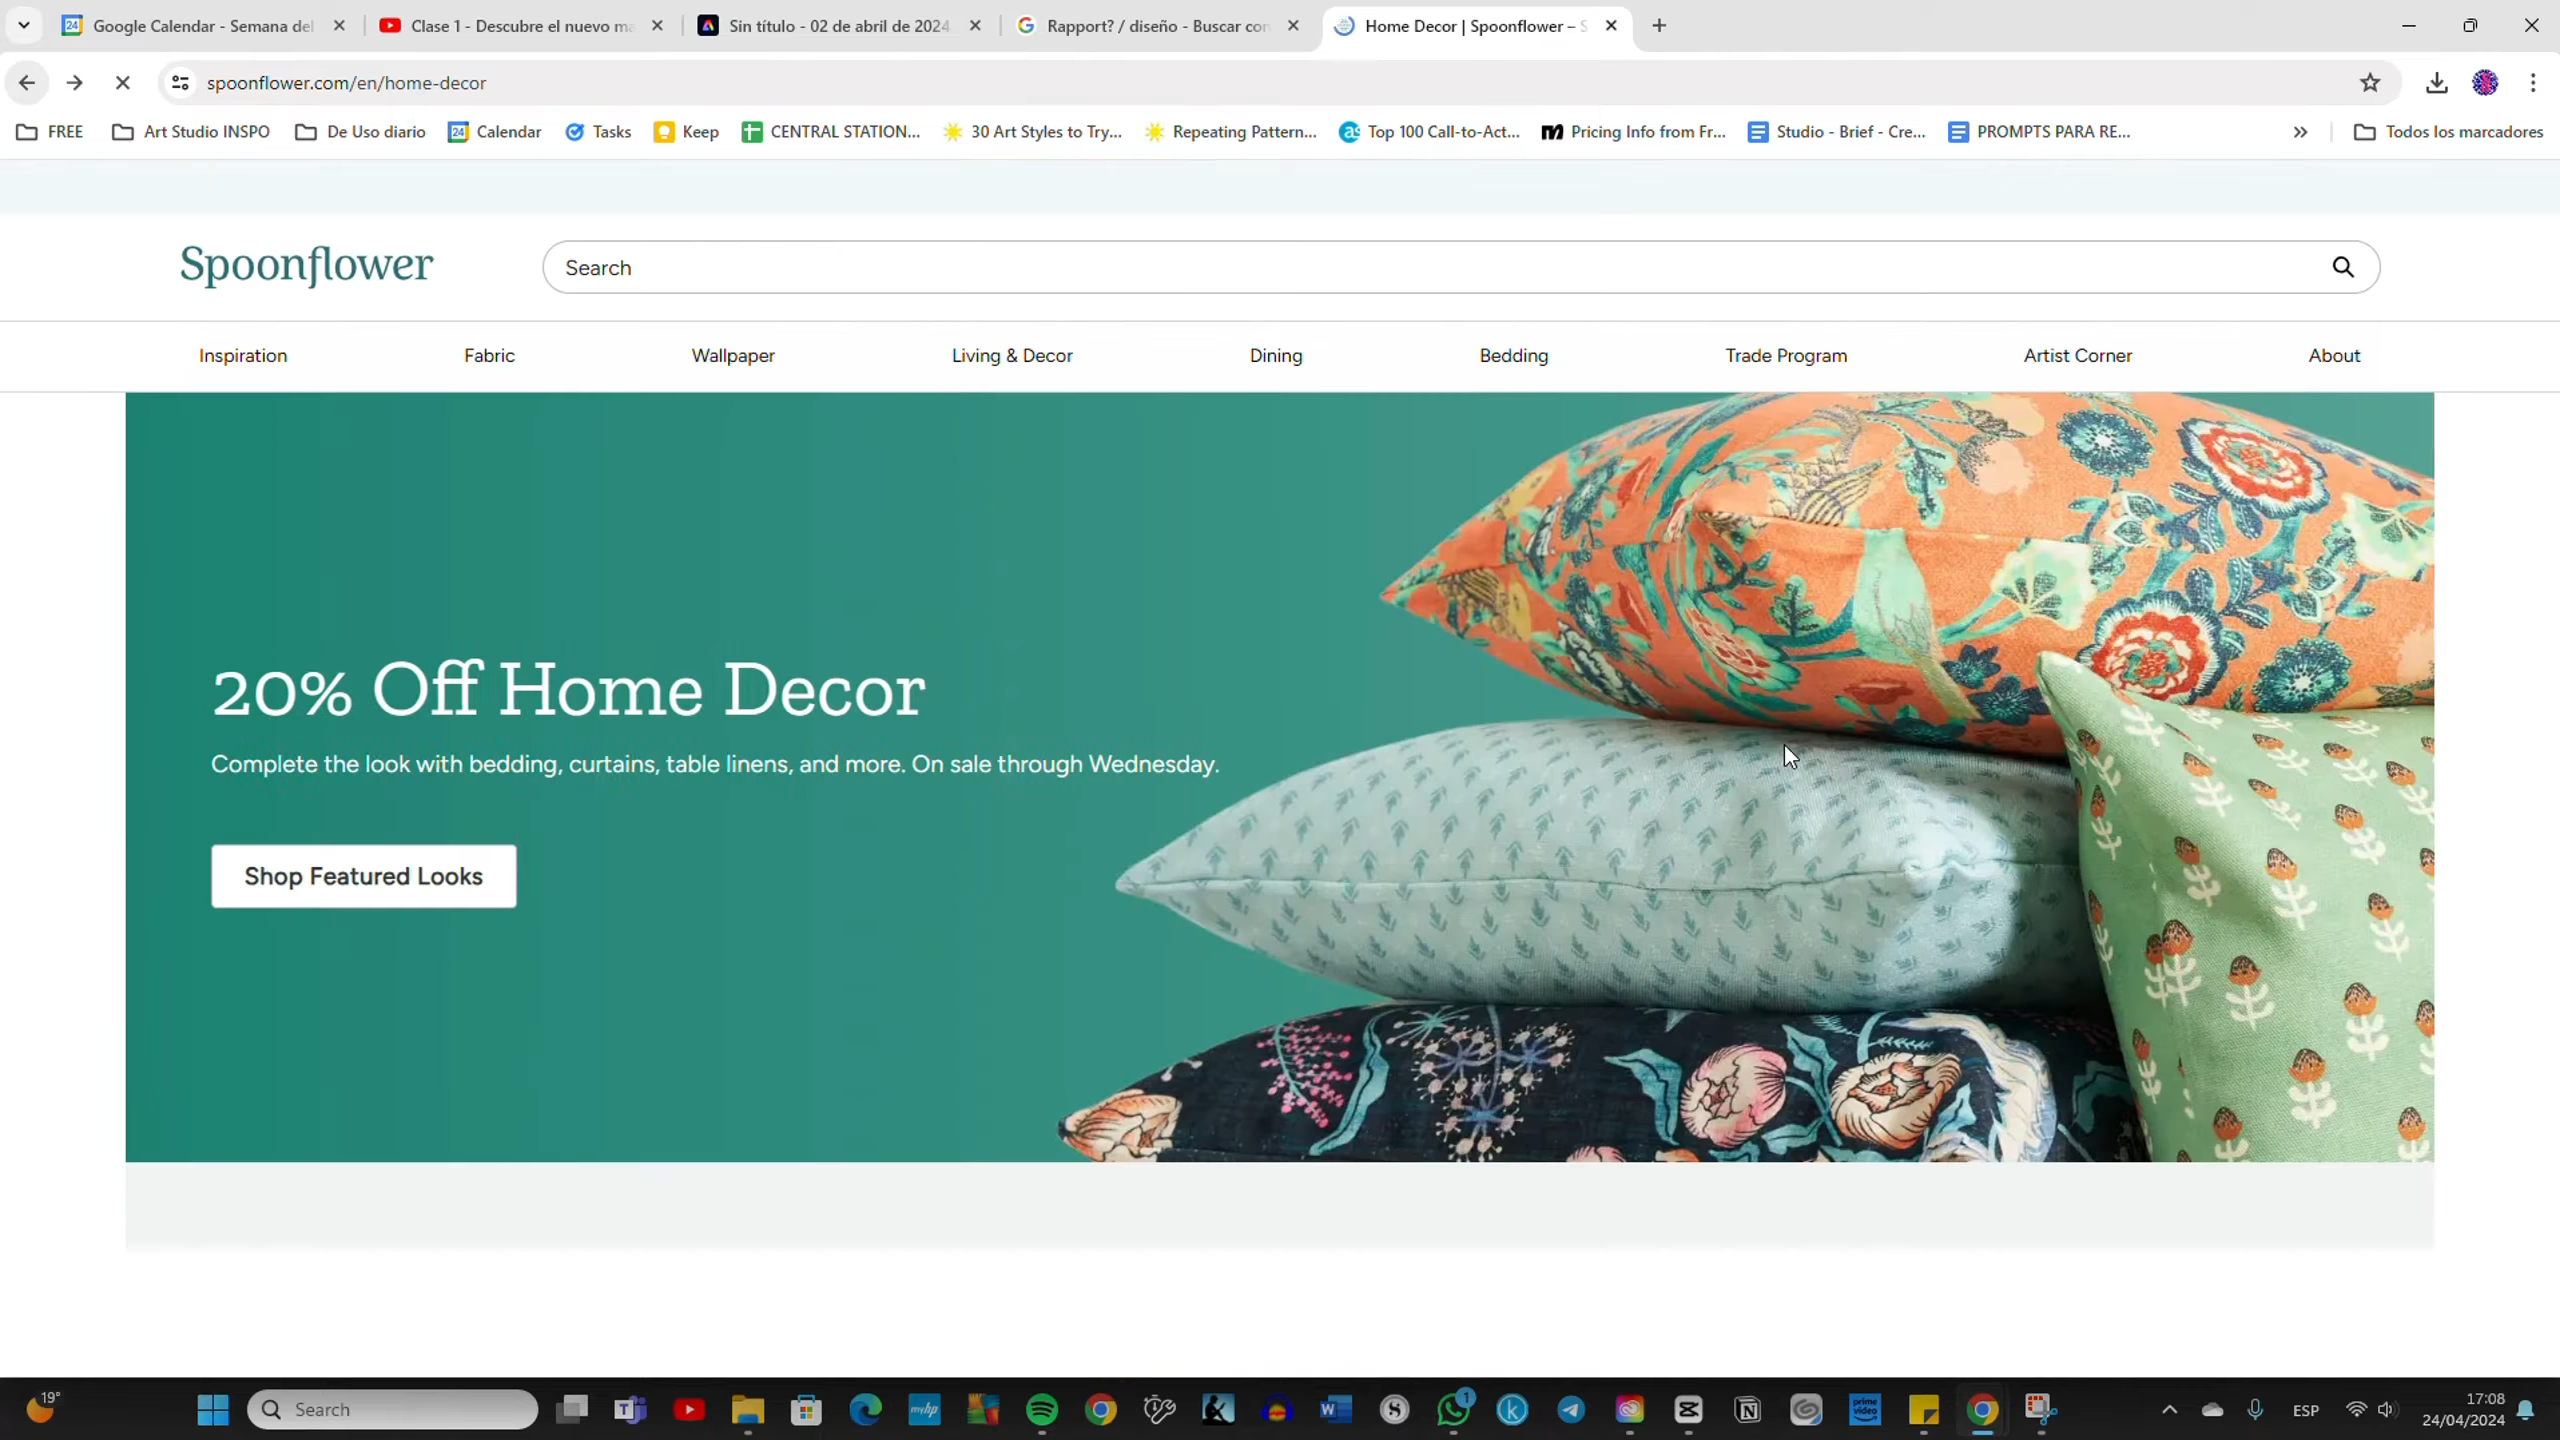 Google Calendar - Semana del
Clase 1 - Descubre el nuevo ma
Sin título - 02 de abril de 2024
Rapport? / diseño - Buscar con
Home Decor | Spoonflower – S
spoonflower.com/en/home-decor
FREE
Art Studio INSPO
De Uso diario
Calendar
Tasks
Keep
CENTRAL STATION...
30 Art Styles to Try...
Repeating Pattern...
Top 100 Call-to-Act...
Pricing Info from Fr...
Studio - Brief - Cre...
PROMPTS PARA RE...
Todos los marcadores
Spoonflower
Search
Inspiration
Fabric
Wallpaper
Living & Decor
Dining
Bedding
Trade Program
Artist Corner
About
20% Off Home Decor
Complete the look with bedding, curtains, table linens, and more. On sale through Wednesday.
Shop Featured Looks
19°
Search
ESP
17:08
24/04/2024